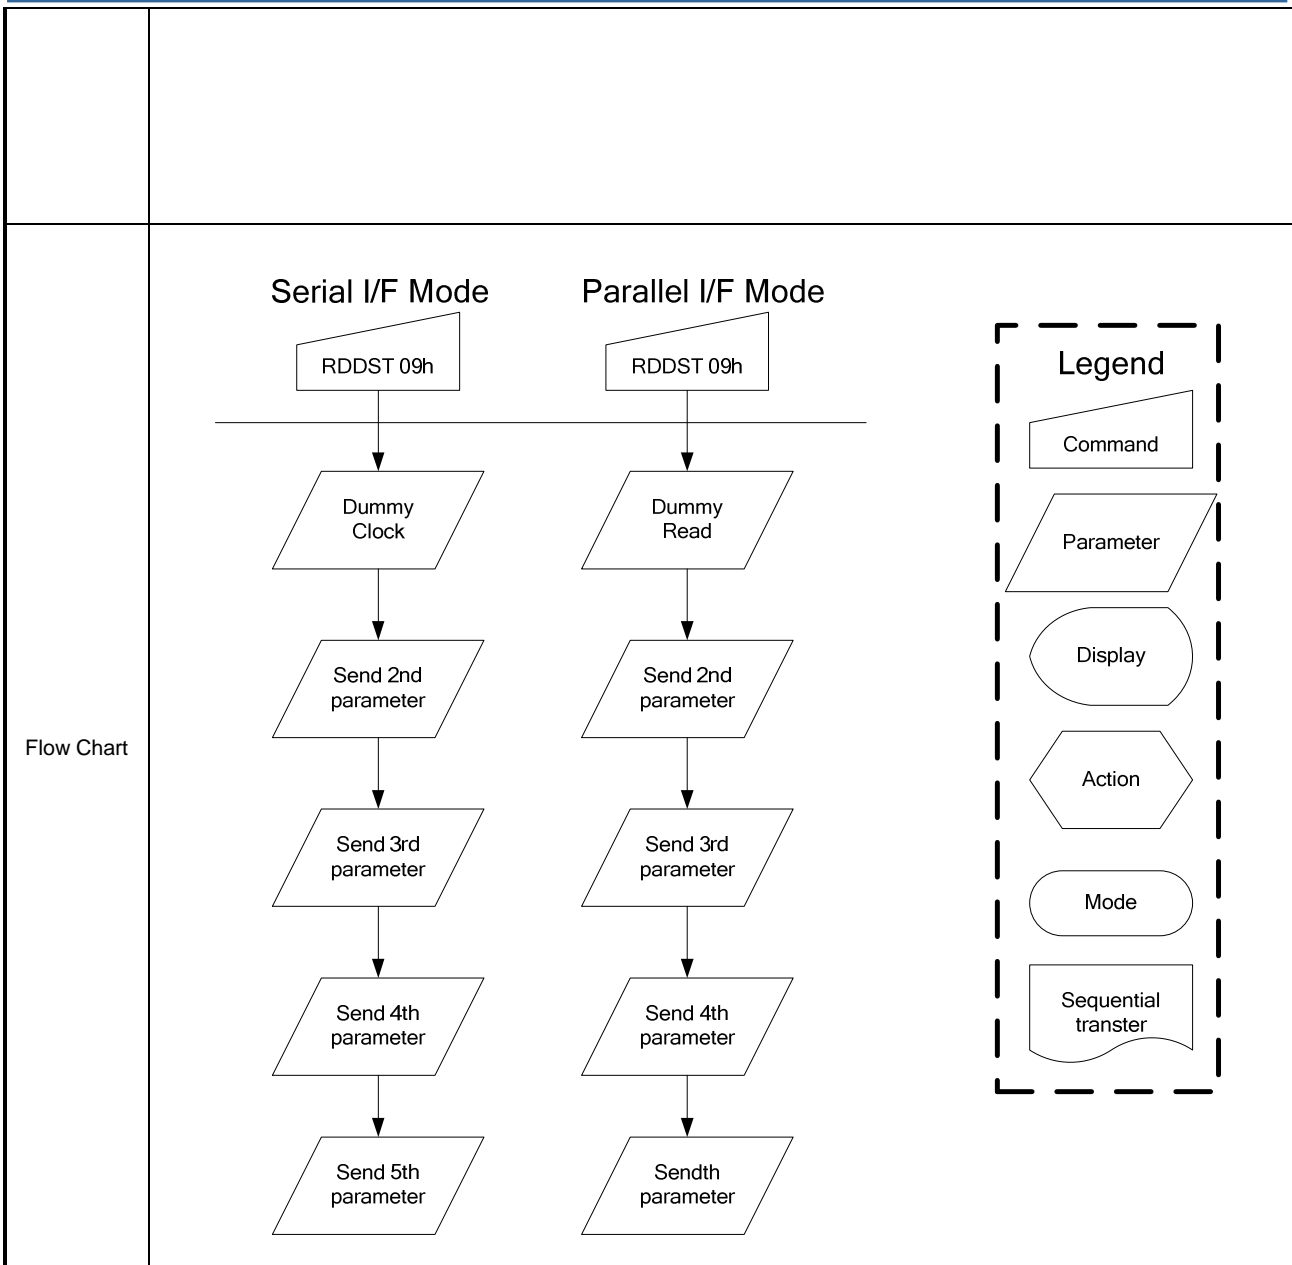 Flow Chart
Serial I/F Mode
RDDST 09h
Dummy
Clock
Send 2nd
parameter
Send 3rd
parameter
Send 4th
parameter
Send 5th
parameter
Parallel I/F Mode
RDDST 09h
Dummy
Read
Send 2nd
parameter
Send 3rd
parameter
Send 4th
parameter
Sendth
parameter
Legend
Command
Parameter
Display
Action
Mode
Sequential
transter